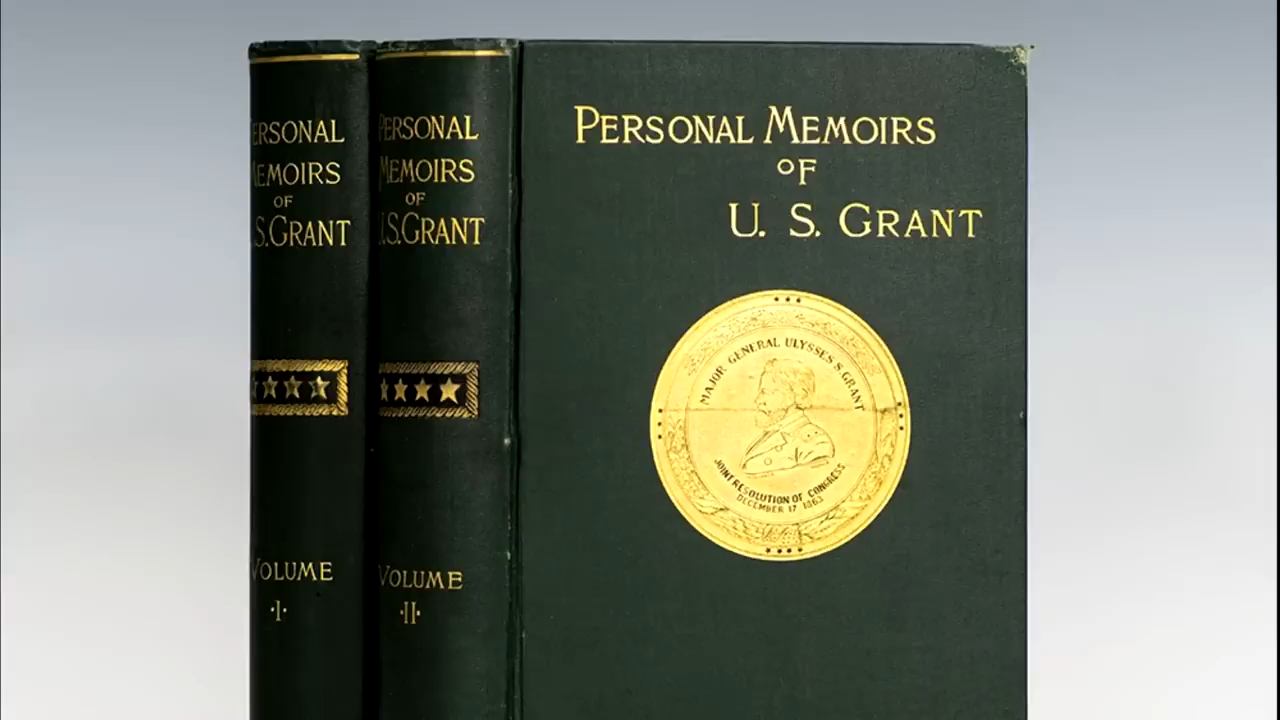 ERSONAL
MEMOIRS
OF
S. GRANT
VOLUME
·I·
PERSONAL
MEMOIRS
OF
U.S. GRANT
VOLUME
·II·
PERSONAL MEMOIRS
OF
U. S. GRANT
MAJOR GENERAL ULYSSES S. GRANT
JOINT RESOLUTION OF CONGRESS
DECEMBER 17 1863